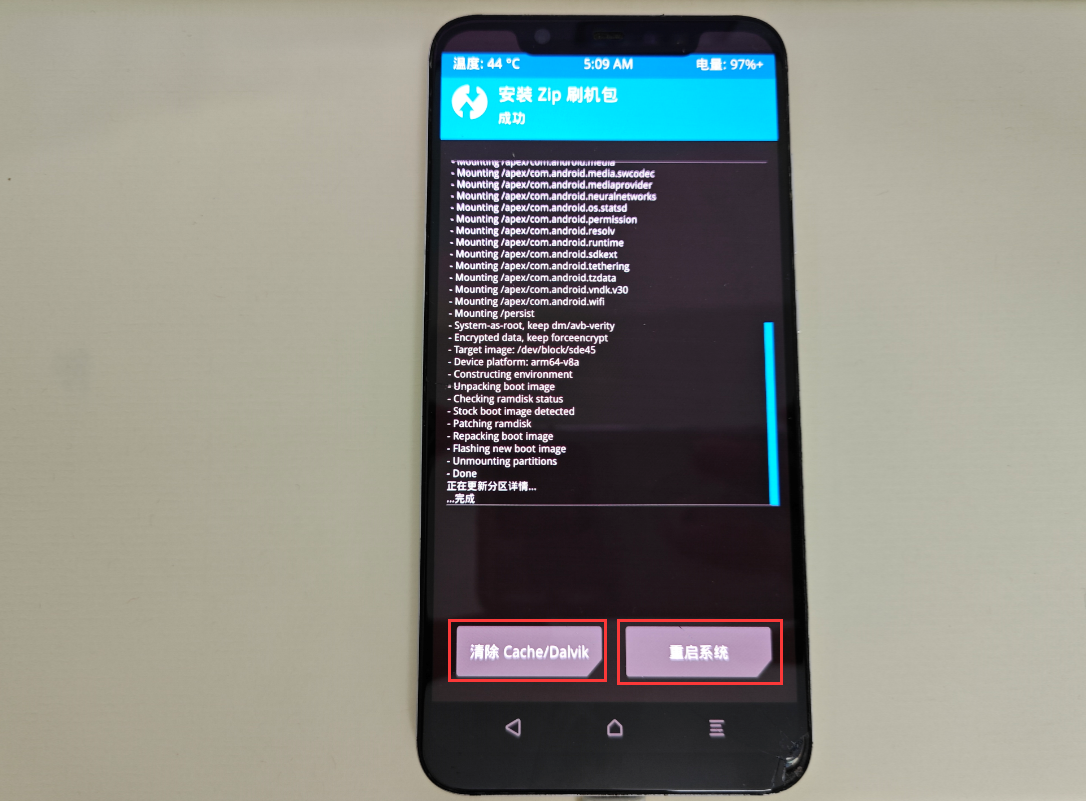 温度: 44 °C 5:09 AM 电量: 97%+
安装 Zip 刷机包
成功
- Mounting /apex/com.android.media
- Mounting /apex/com.android.media.swcodec
- Mounting /apex/com.android.mediaprovider
- Mounting /apex/com.android.neuralnetworks
- Mounting /apex/com.android.os.statsd
- Mounting /apex/com.android.permission
- Mounting /apex/com.android.resolv
- Mounting /apex/com.android.runtime
- Mounting /apex/com.android.sdkext
- Mounting /apex/com.android.tethering
- Mounting /apex/com.android.tzdata
- Mounting /apex/com.android.vndk.v30
- Mounting /apex/com.android.wifi
- Mounting /persist
- System-as-root, keep dm/avb-verity
- Encrypted data, keep forceencrypt
- Target image: /dev/block/sde45
- Device platform: arm64-v8a
- Constructing environment
- Unpacking boot image
- Checking ramdisk status
- Stock boot image detected
- Patching ramdisk
- Repacking boot image
- Flashing new boot image
- Unmounting partitions
- Done
正在更新分区详情...
...完成
清除 Cache/Dalvik 重启系统